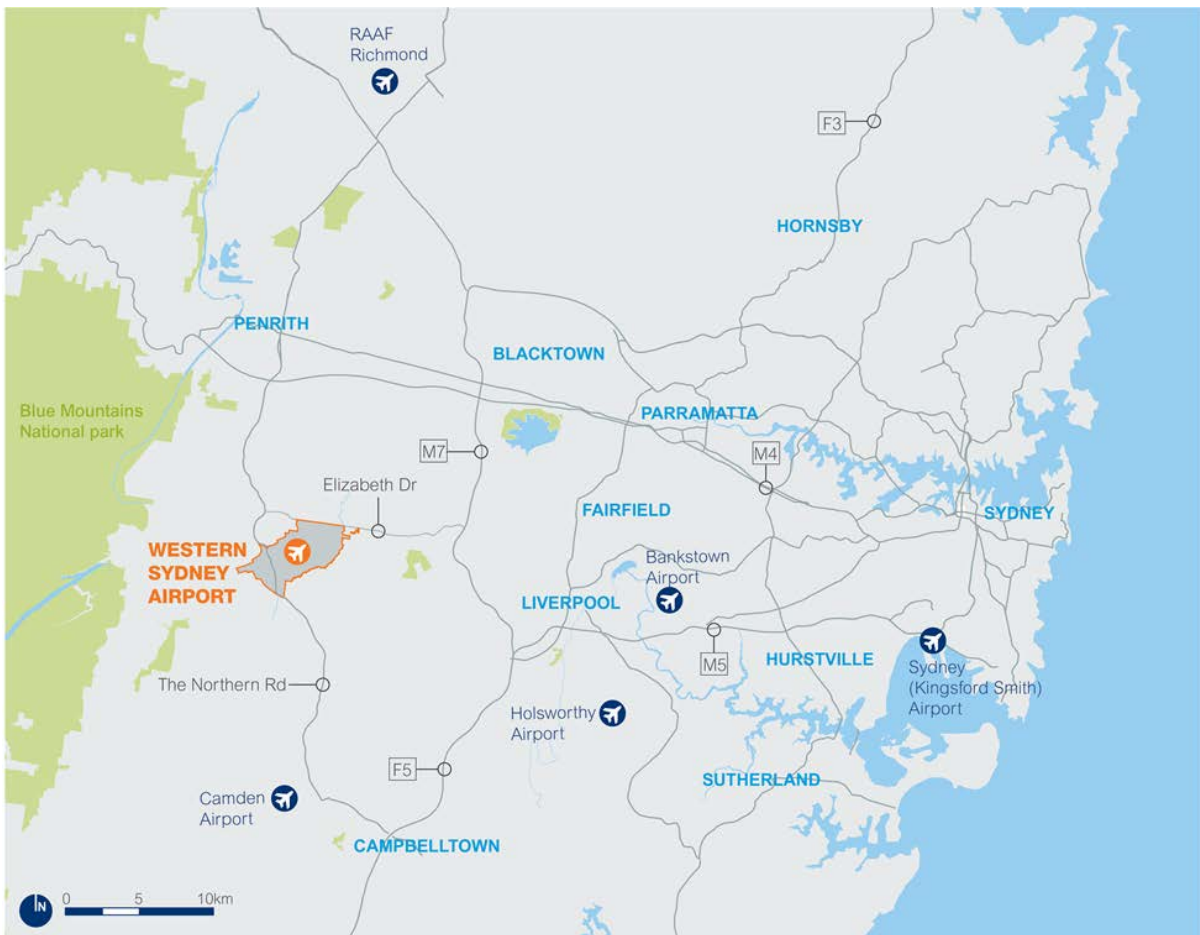 RAAF
Richmond
F3
HORNSBY
PENRITH
BLACKTOWN
Blue Mountains
National park
PARRAMATTA
M7
M4
Elizabeth Dr
FAIRFIELD
SYDNEY
WESTERN
SYDNEY
AIRPORT
Bankstown
Airport
LIVERPOOL
M5
HURSTVILLE
Sydney
(Kingsford Smith)
Airport
The Northern Rd
Holsworthy
Airport
F5
SUTHERLAND
Camden
Airport
CAMPBELLTOWN
N
0 5 10km